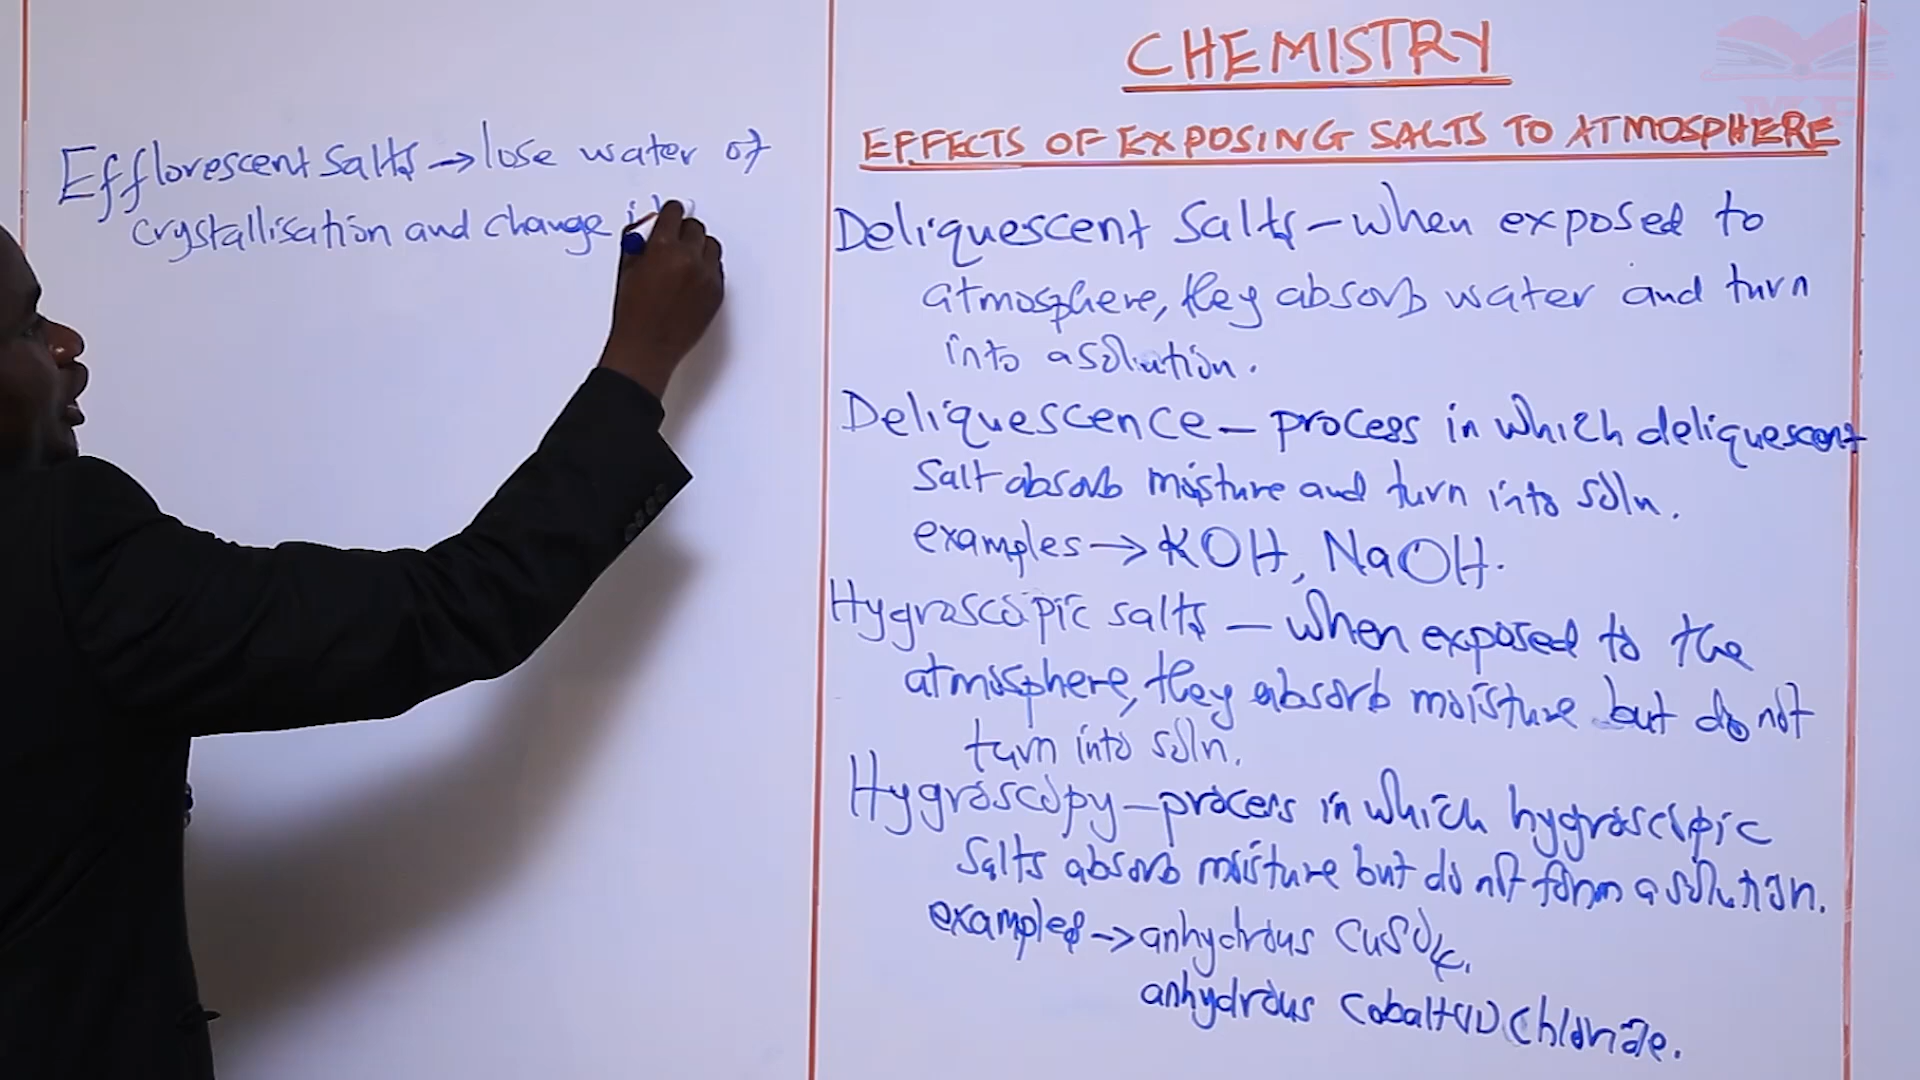 CHEMISTRY
EFFECTS OF EXPOSING SALTS TO ATMOSPHERE
Efflorescent salts → lose water of
crystallisation and change
Deliquescent Salts - when exposed to
atmosphere, they absorb water and turn
into a solution.
Deliquescence - process in which deliquescent
salt absorb moisture and turn into soln.
examples → KOH, NaOH.
Hygroscopic salts - when exposed to the
atmosphere, they absorb moisture but do not
turn into soln.
Hygroscopy - process in which hygroscopic
salts absorb moisture but do not form a solution.
examples → anhydrous CuSO4.
anhydrous Cobalt(II) Chloride.